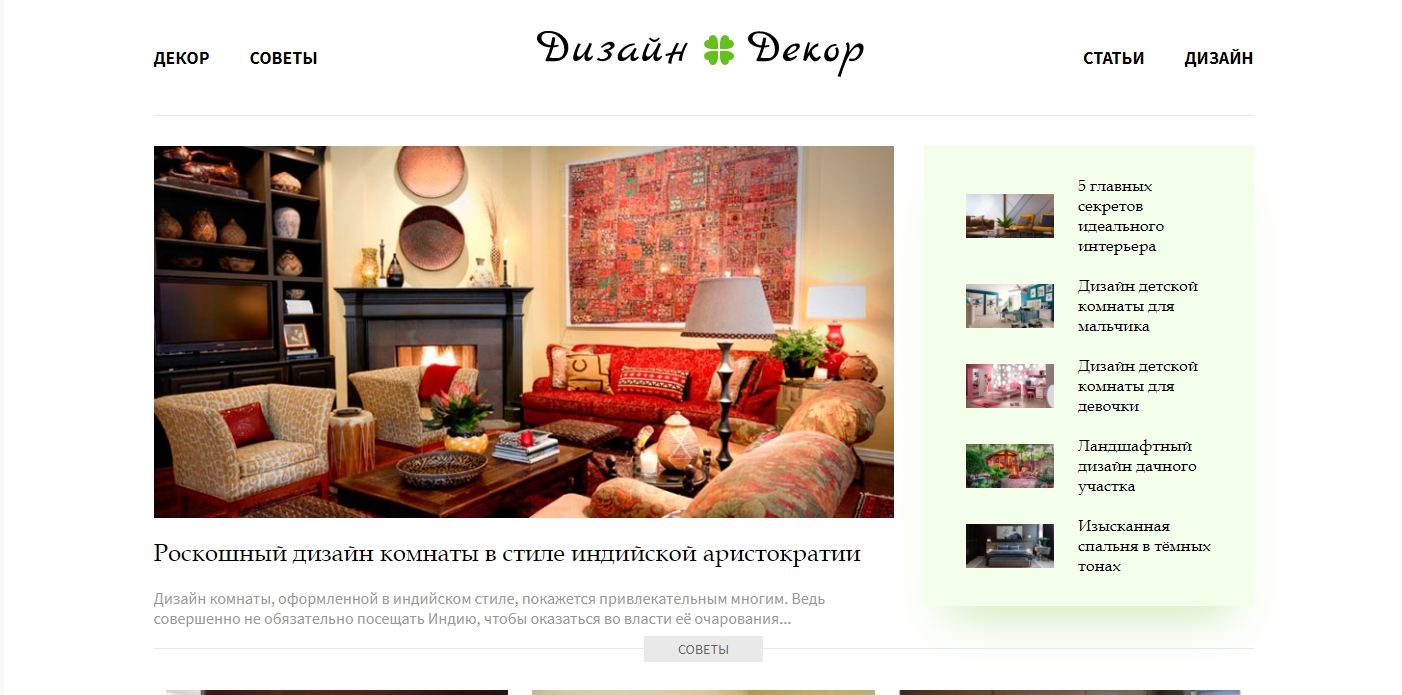 ДЕКОР СОВЕТЫ Дизайн Декор СТАТЬИ ДИЗАЙН
Роскошный дизайн комнаты в стиле индийской аристократии
Дизайн комнаты, оформленной в индийском стиле, покажется привлекательным многим. Ведь
совершенно не обязательно посещать Индию, чтобы оказаться во власти её очарования...
5 главных
секретов
идеального
интерьера
Дизайн детской
комнаты для
мальчика
Дизайн детской
комнаты для
девочки
Ландшафтный
дизайн дачного
участка
Изысканная
спальня в тёмных
тонах
СОВЕТЫ